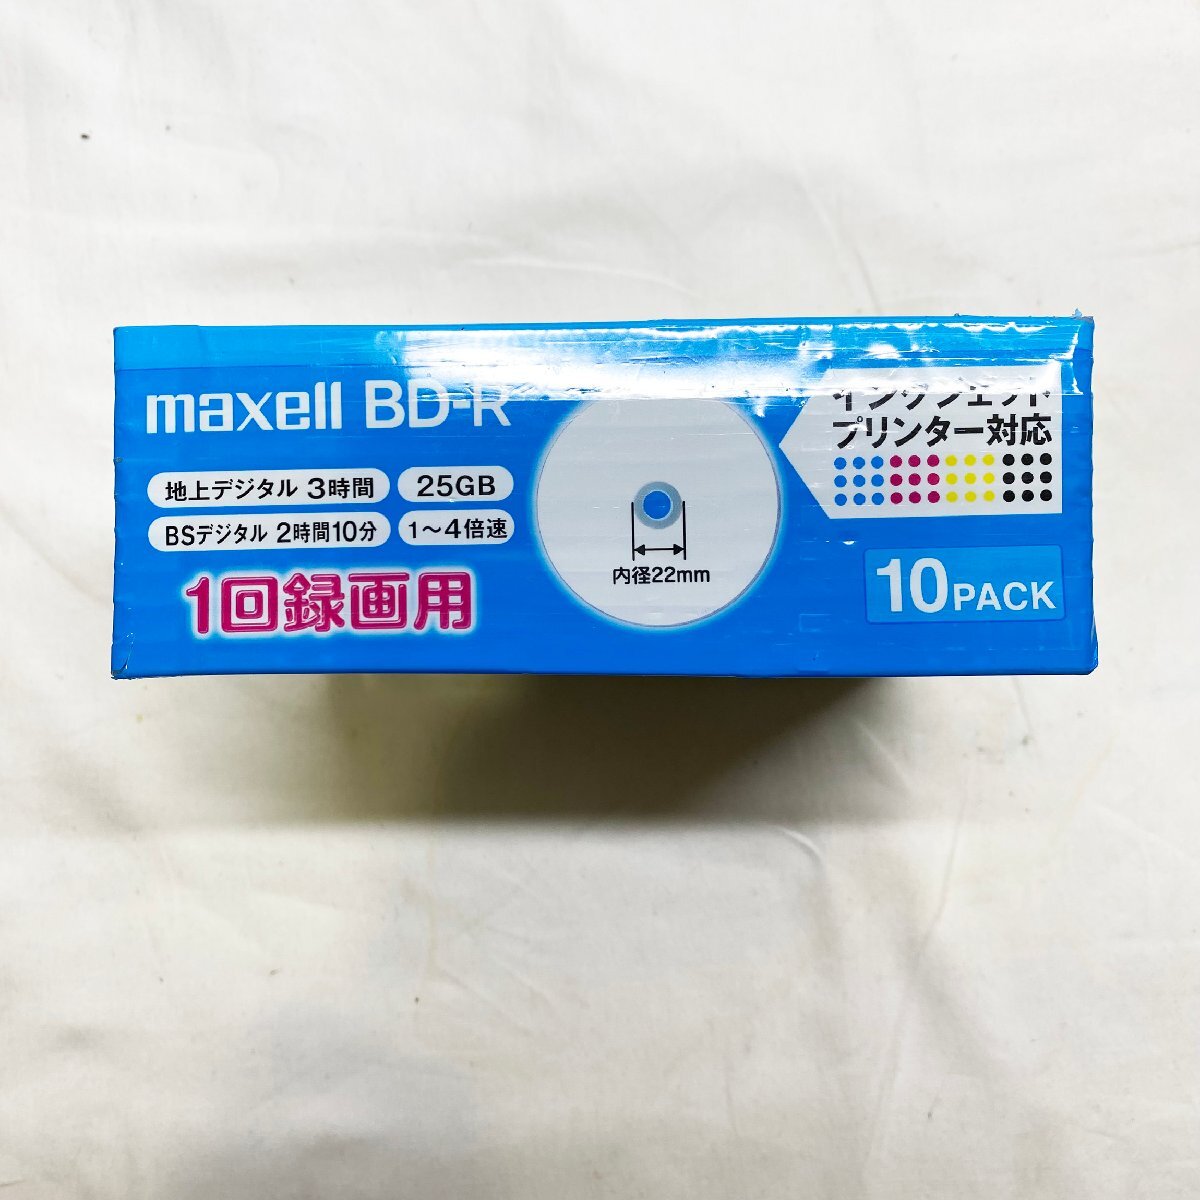 maxell BD-R
地上デジタル 3時間
25GB
BSデジタル 2時間10分
1～4倍速
1回録画用
内径22mm
インクジェット
プリンター対応
10PACK